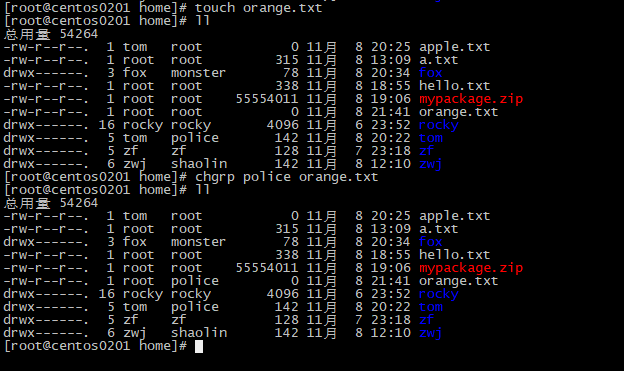 [root@centos0201 home]# touch orange.txt
[root@centos0201 home]# ll
总用量 54264
-rw-r--r--. 1 tom root 0 11月 8 20:25 apple.txt
-rw-r--r--. 1 root root 315 11月 8 13:09 a.txt
drwx------. 3 fox monster 78 11月 8 20:34 fox
-rw-r--r--. 1 root root 338 11月 8 18:55 hello.txt
-rw-r--r--. 1 root root 55554011 11月 8 19:06 mypackage.zip
-rw-r--r--. 1 root root 0 11月 8 21:41 orange.txt
drwx------. 16 rocky rocky 4096 11月 6 23:52 rocky
drwx------. 5 tom police 142 11月 8 20:22 tom
drwx------. 5 zf zf 128 11月 7 23:18 zf
drwx------. 6 zwj shaolin 142 11月 8 12:10 zwj
[root@centos0201 home]# chgrp police orange.txt
[root@centos0201 home]# ll
总用量 54264
-rw-r--r--. 1 tom root 0 11月 8 20:25 apple.txt
-rw-r--r--. 1 root root 315 11月 8 13:09 a.txt
drwx------. 3 fox monster 78 11月 8 20:34 fox
-rw-r--r--. 1 root root 338 11月 8 18:55 hello.txt
-rw-r--r--. 1 root root 55554011 11月 8 19:06 mypackage.zip
-rw-r--r--. 1 root police 0 11月 8 21:41 orange.txt
drwx------. 16 rocky rocky 4096 11月 6 23:52 rocky
drwx------. 5 tom police 142 11月 8 20:22 tom
drwx------. 5 zf zf 128 11月 7 23:18 zf
drwx------. 6 zwj shaolin 142 11月 8 12:10 zwj
[root@centos0201 home]#